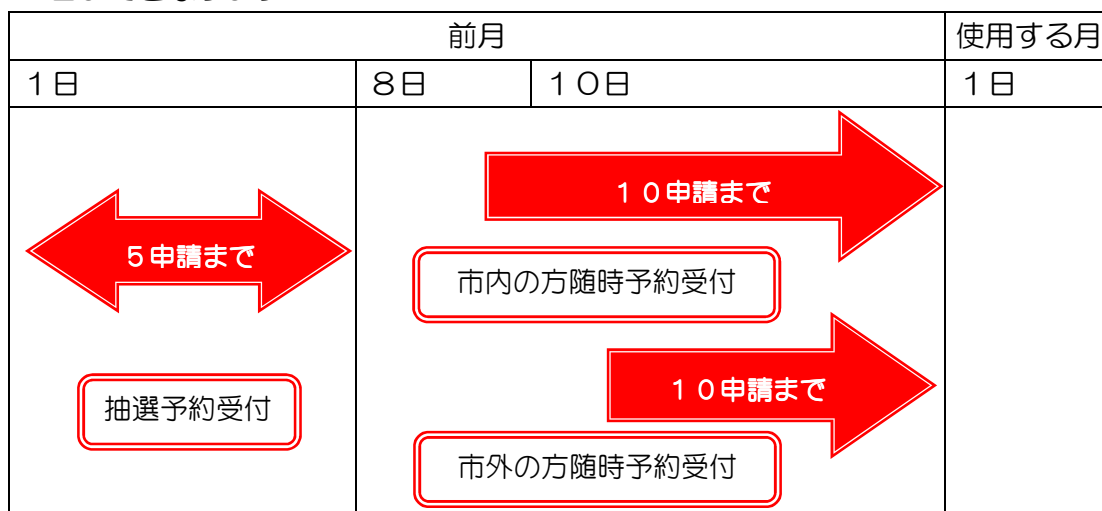 前月 使用する月
1日 8日 10日 1日
10申請まで
5申請まで
市内の方随時予約受付
10申請まで
抽選予約受付
市外の方随時予約受付